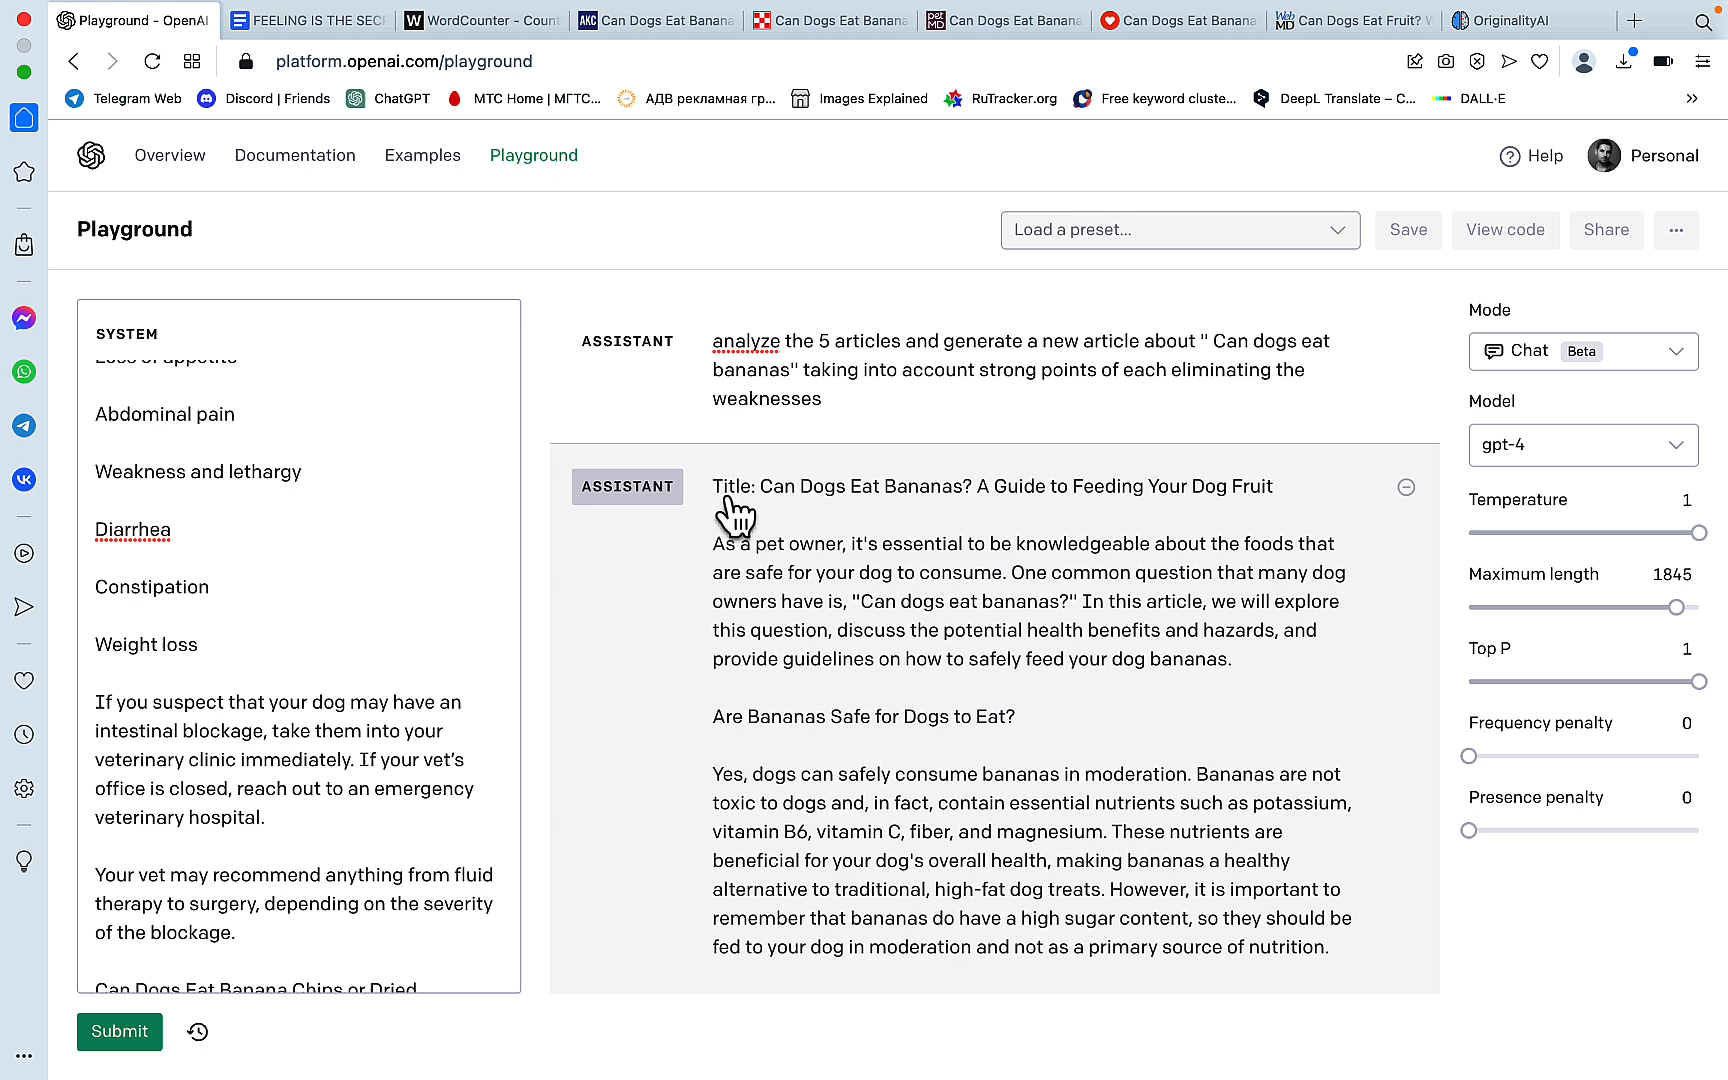 Playground - OpenAI
FEELING IS THE SEC
WordCounter - Count
Can Dogs Eat Banana
Can Dogs Eat Banana
Can Dogs Eat Banana
Can Dogs Eat Banana
Can Dogs Eat Fruit? W
OriginalityAI
platform.openai.com/playground
Telegram Web
Discord | Friends
ChatGPT
МТС Home | МГТС...
АДВ рекламная гр...
Images Explained
RuTracker.org
Free keyword cluste...
DeepL Translate – C...
DALL·E
Overview
Documentation
Examples
Playground
Help
Personal
Playground
Load a preset...
Save
View code
Share
SYSTEM
Loss of appetite
Abdominal pain
Weakness and lethargy
Diarrhea
Constipation
Weight loss
If you suspect that your dog may have an
intestinal blockage, take them into your
veterinary clinic immediately. If your vet’s
office is closed, reach out to an emergency
veterinary hospital.
Your vet may recommend anything from fluid
therapy to surgery, depending on the severity
of the blockage.
Can Dogs Eat Banana Chips or Dried
Submit
ASSISTANT
analyze the 5 articles and generate a new article about " Can dogs eat
bananas" taking into account strong points of each eliminating the
weaknesses
ASSISTANT
Title: Can Dogs Eat Bananas? A Guide to Feeding Your Dog Fruit
As a pet owner, it's essential to be knowledgeable about the foods that
are safe for your dog to consume. One common question that many dog
owners have is, "Can dogs eat bananas?" In this article, we will explore
this question, discuss the potential health benefits and hazards, and
provide guidelines on how to safely feed your dog bananas.
Are Bananas Safe for Dogs to Eat?
Yes, dogs can safely consume bananas in moderation. Bananas are not
toxic to dogs and, in fact, contain essential nutrients such as potassium,
vitamin B6, vitamin C, fiber, and magnesium. These nutrients are
beneficial for your dog's overall health, making bananas a healthy
alternative to traditional, high-fat dog treats. However, it is important to
remember that bananas do have a high sugar content, so they should be
fed to your dog in moderation and not as a primary source of nutrition.
Mode
Chat Beta
Model
gpt-4
Temperature 1
Maximum length 1845
Top P 1
Frequency penalty 0
Presence penalty 0